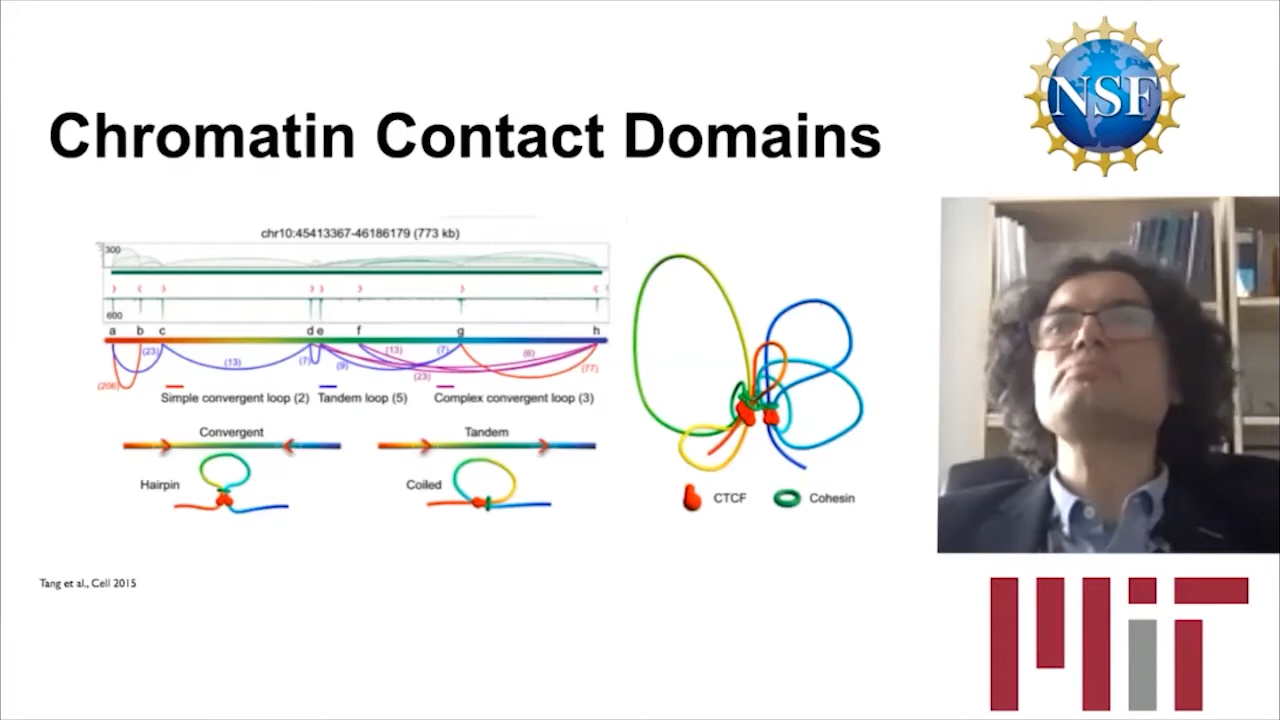 NSF
Chromatin Contact Domains
chr10:45413367-46186179 (773 kb)
300
600
a b c d e f g h
(206) (23) (13) (7) (9) (13) (23) (7) (6) (77)
Simple convergent loop (2) Tandem loop (5) Complex convergent loop (3)
Convergent Tandem
Hairpin Coiled
CTCF Cohesin
Tang et al., Cell 2015
MIT